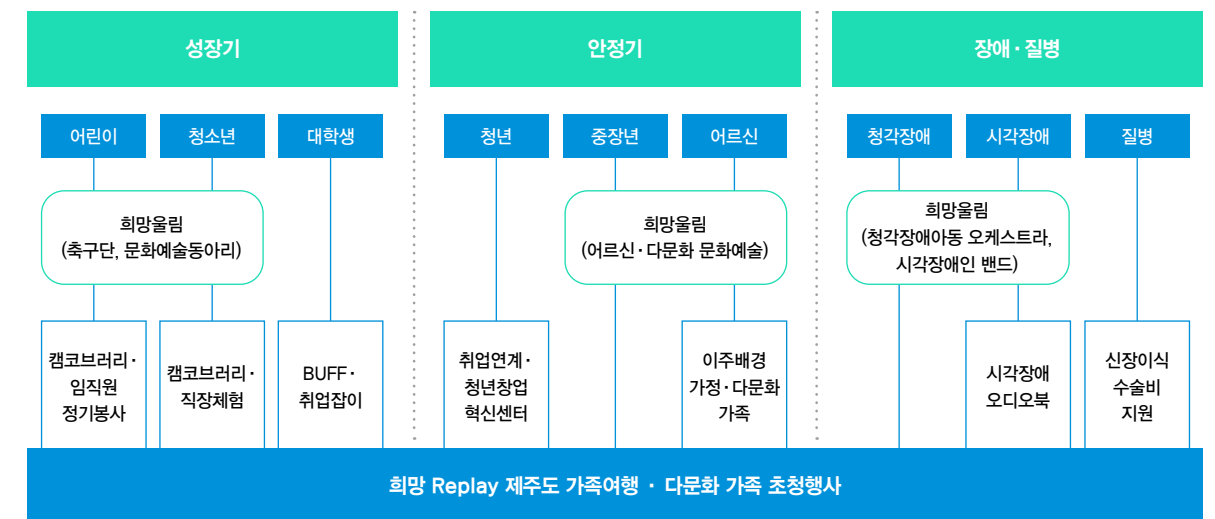 성장기
안정기
장애·질병
어린이
청소년
대학생
청년
중장년
어르신
청각장애
시각장애
질병
희망울림
(축구단, 문화예술동아리)
희망울림
(어르신·다문화 문화예술)
희망울림
(청각장애아동 오케스트라,
시각장애인 밴드)
캠코브러리·
임직원
정기봉사
캠코브러리·
직장체험
BUFF·
취업잡이
취업연계·
청년창업
혁신센터
이주배경
가정·다문화
가족
시각장애
오디오북
신장이식
수술비
지원
희망 Replay 제주도 가족여행 · 다문화 가족 초청행사